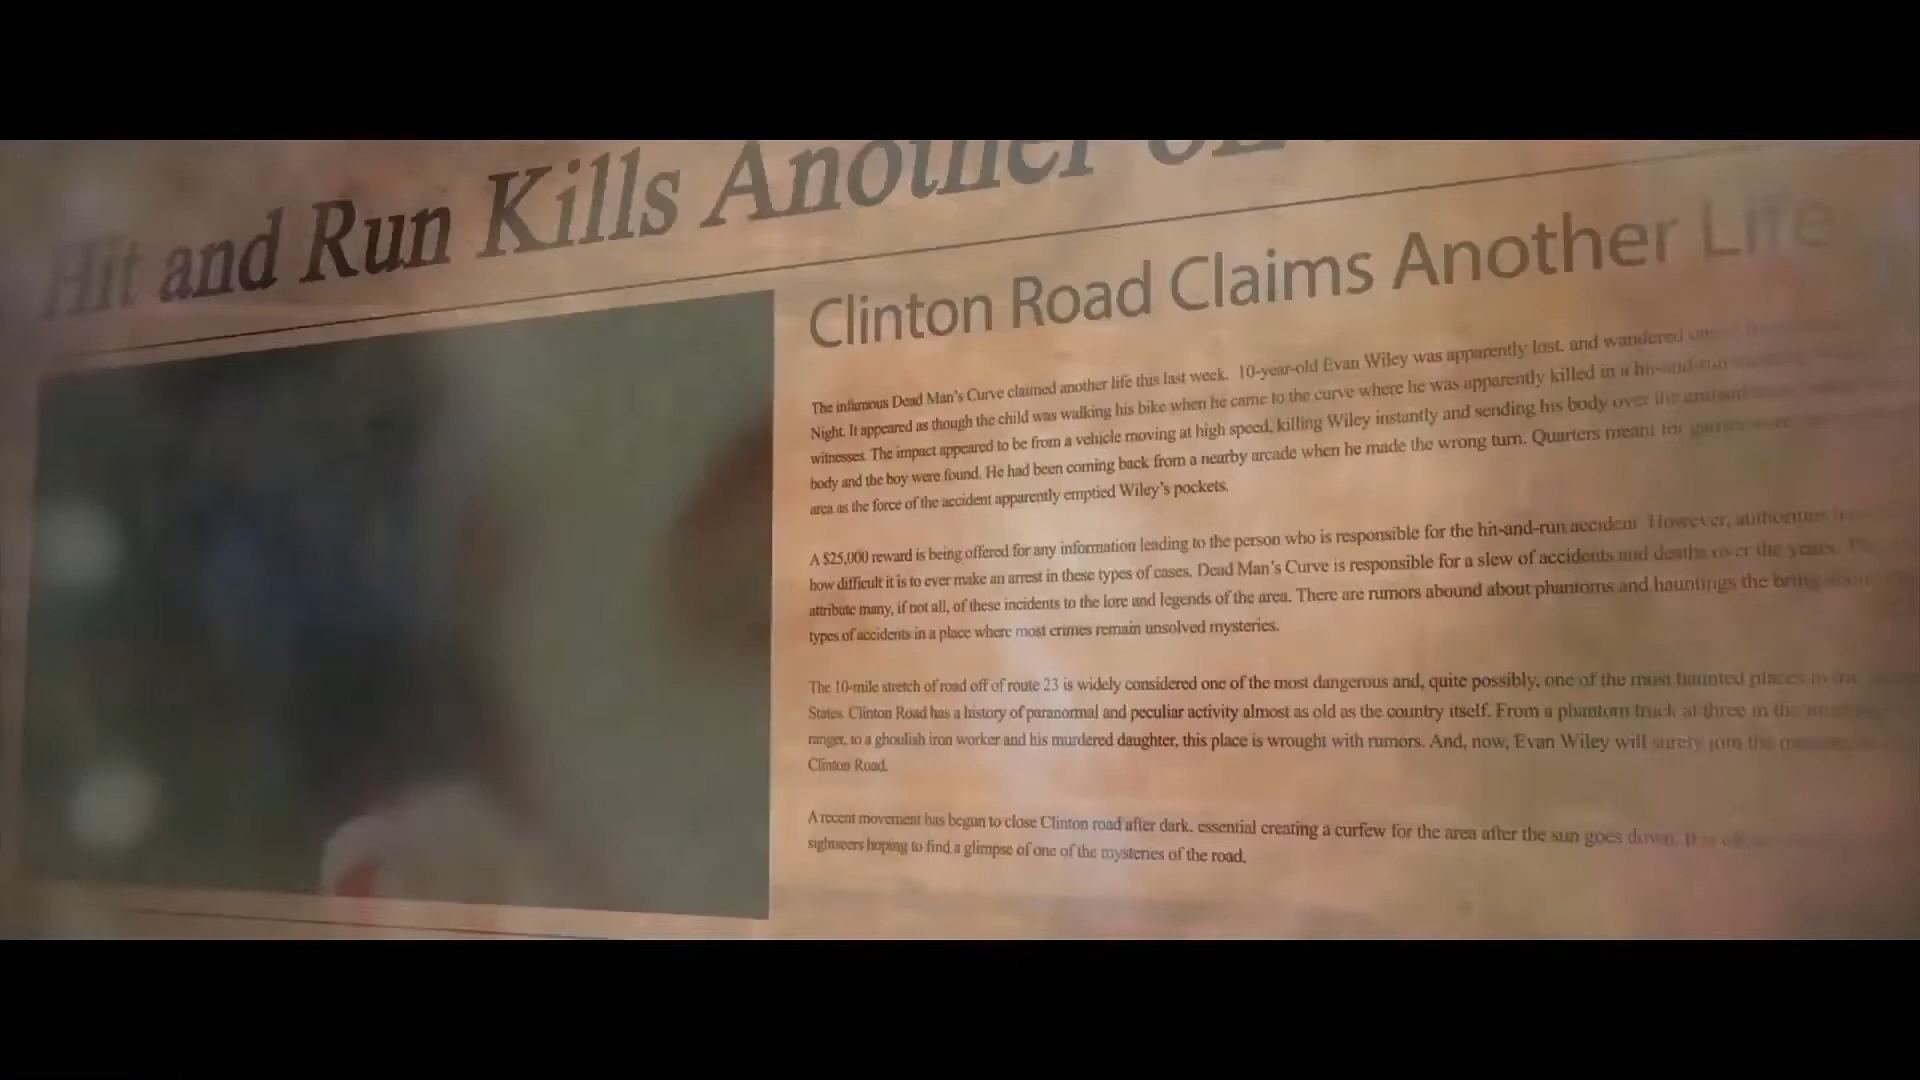 Hit and Run Kills Another
Clinton Road Claims Another Life
The infamous Dead Man's Curve claimed another life this last week. 10-year-old Evan Wiley was apparently lost, and wandered
Night. It appeared as though the child was walking his bike when he came to the curve where he was apparently killed in a hit-and-run
witnesses. The impact appeared to be from a vehicle moving at high speed, killing Wiley instantly and sending his body over the
body and the boy were found. He had been coming back from a nearby arcade when he made the wrong turn. Quarters meant for
area as the force of the accident apparently emptied Wiley's pockets.
A $25,000 reward is being offered for any information leading to the person who is responsible for the hit-and-run accident. However, authorities
how difficult it is to ever make an arrest in these types of cases. Dead Man's Curve is responsible for a slew of accidents and deaths over the years.
attribute many, if not all, of these incidents to the lore and legends of the area. There are rumors abound about phantoms and hauntings the bring about
types of accidents in a place where most crimes remain unsolved mysteries.
The 10-mile stretch of road off of route 23 is widely considered one of the most dangerous and, quite possibly, one of the most haunted places in the
States. Clinton Road has a history of paranormal and peculiar activity almost as old as the country itself. From a phantom truck at three in the
ranger, to a ghoulish iron worker and his murdered daughter, this place is wrought with rumors. And, now, Evan Wiley will surely join the
Clinton Road.
A recent movement has begun to close Clinton road after dark, essential creating a curfew for the area after the sun goes down. It is
sightseers hoping to find a glimpse of one of the mysteries of the road.